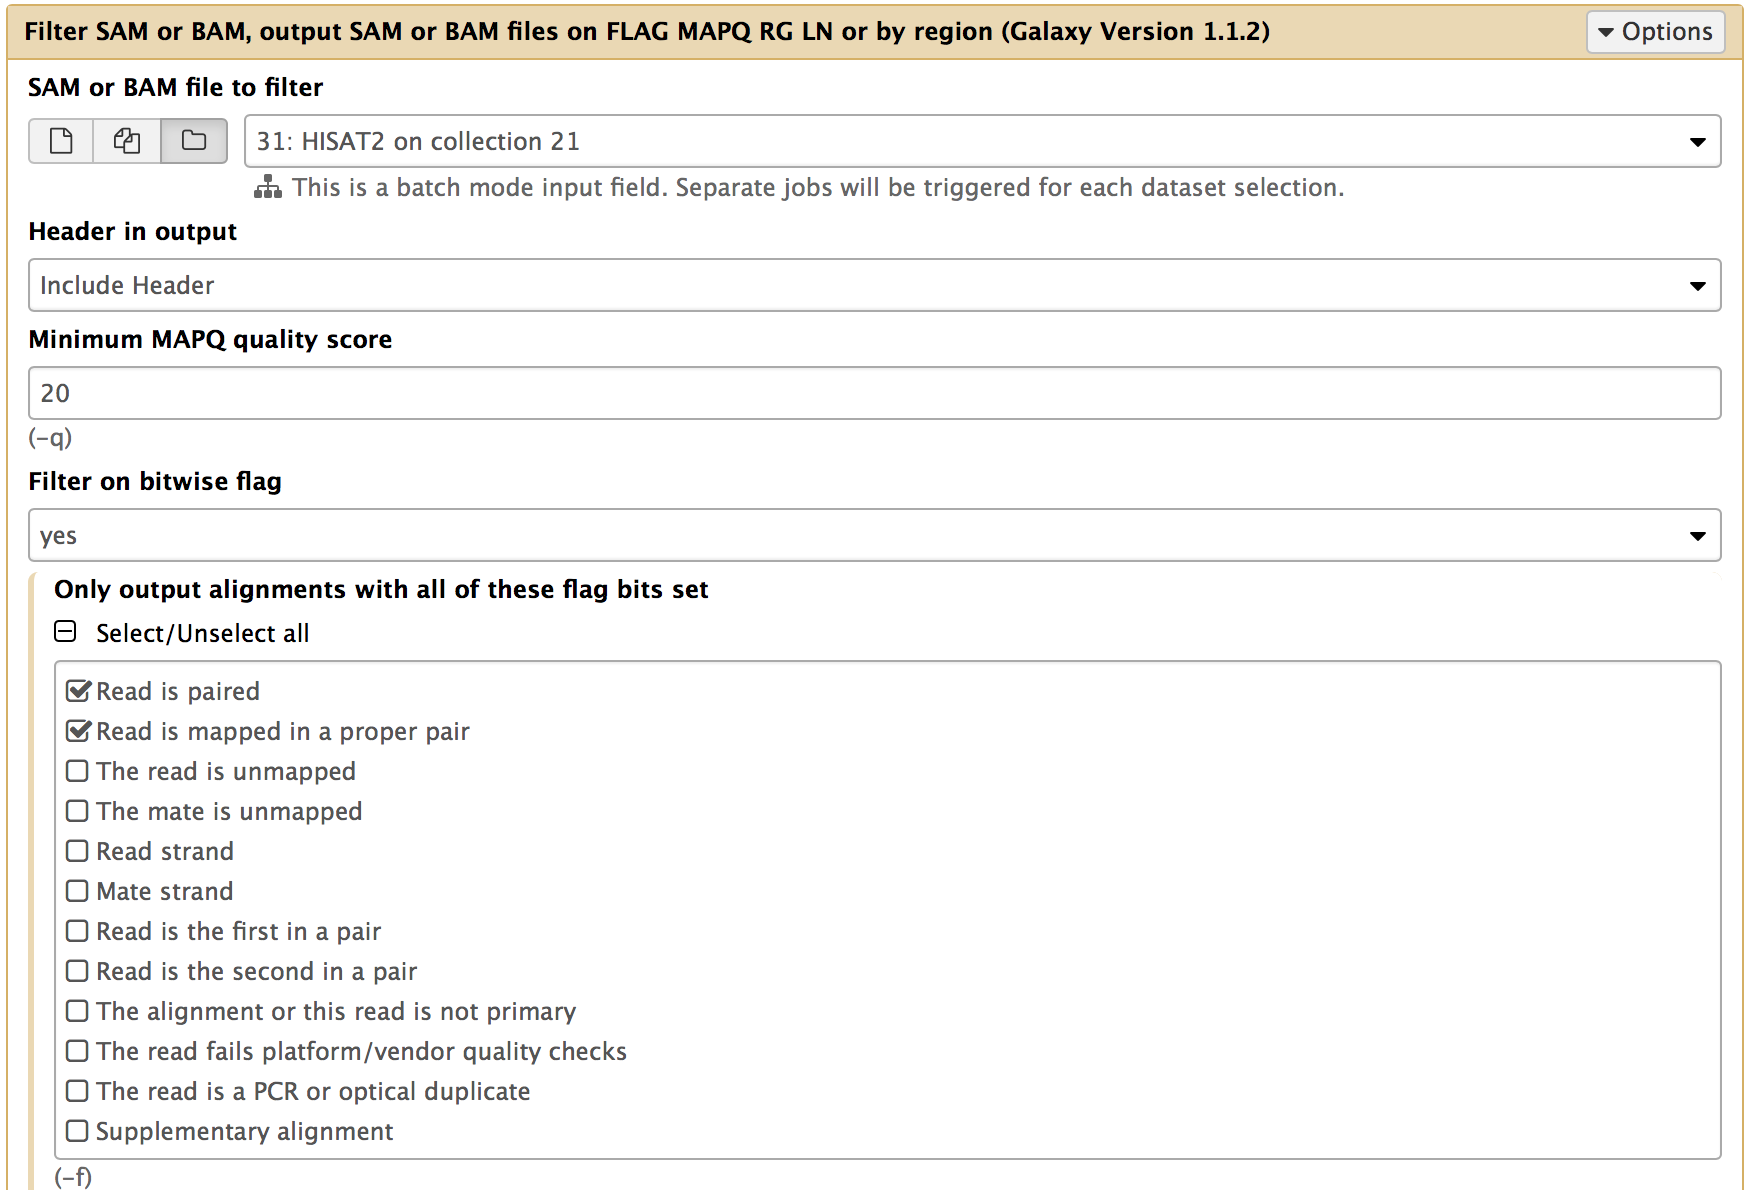 Filter SAM or BAM, output SAM or BAM files on FLAG MAPQ RG LN or by region (Galaxy Version 1.1.2)
Options
SAM or BAM file to filter
31: HISAT2 on collection 21
This is a batch mode input field. Separate jobs will be triggered for each dataset selection.
Header in output
Include Header
Minimum MAPQ quality score
20
(-q)
Filter on bitwise flag
yes
Only output alignments with all of these flag bits set
Select/Unselect all
Read is paired
Read is mapped in a proper pair
The read is unmapped
The mate is unmapped
Read strand
Mate strand
Read is the first in a pair
Read is the second in a pair
The alignment or this read is not primary
The read fails platform/vendor quality checks
The read is a PCR or optical duplicate
Supplementary alignment
(-f)